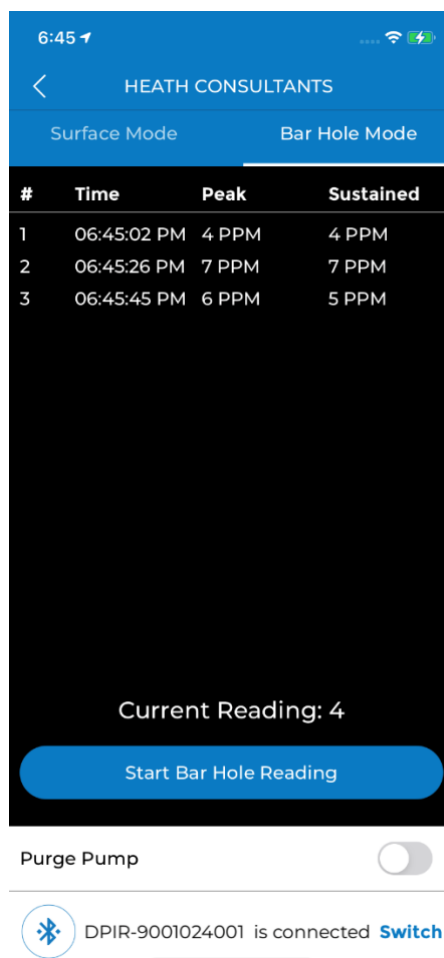 6:45
HEATH CONSULTANTS
Surface Mode Bar Hole Mode
# Time Peak Sustained
1 06:45:02 PM 4 PPM 4 PPM
2 06:45:26 PM 7 PPM 7 PPM
3 06:45:45 PM 6 PPM 5 PPM
Current Reading: 4
Start Bar Hole Reading
Purge Pump
DPIR-9001024001 is connected Switch